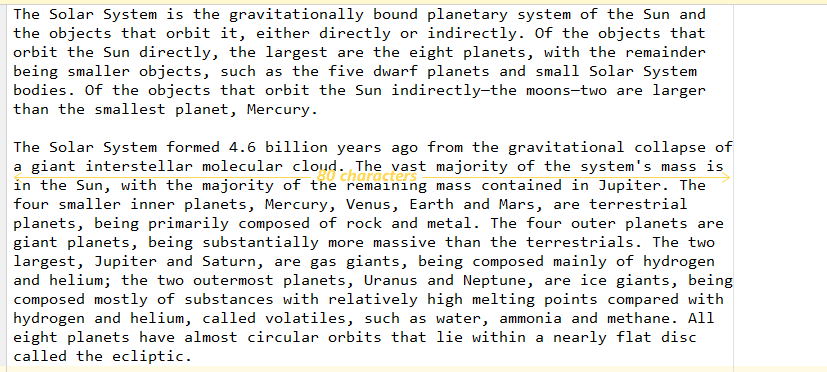 The Solar System is the gravitationally bound planetary system of the Sun and
the objects that orbit it, either directly or indirectly. Of the objects that
orbit the Sun directly, the largest are the eight planets, with the remainder
being smaller objects, such as the five dwarf planets and small Solar System
bodies. Of the objects that orbit the Sun indirectly—the moons—two are larger
than the smallest planet, Mercury.

The Solar System formed 4.6 billion years ago from the gravitational collapse of
a giant interstellar molecular cloud. The vast majority of the system's mass is
80 characters
in the Sun, with the majority of the remaining mass contained in Jupiter. The
four smaller inner planets, Mercury, Venus, Earth and Mars, are terrestrial
planets, being primarily composed of rock and metal. The four outer planets are
giant planets, being substantially more massive than the terrestrials. The two
largest, Jupiter and Saturn, are gas giants, being composed mainly of hydrogen
and helium; the two outermost planets, Uranus and Neptune, are ice giants, being
composed mostly of substances with relatively high melting points compared with
hydrogen and helium, called volatiles, such as water, ammonia and methane. All
eight planets have almost circular orbits that lie within a nearly flat disc
called the ecliptic.